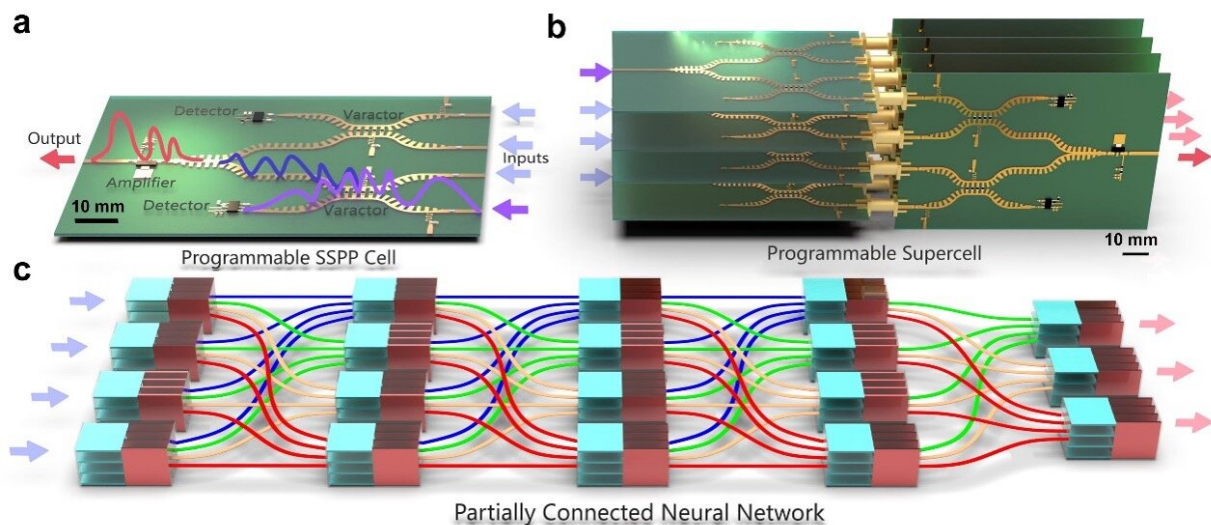 a
Detector
Varactor
Output
Inputs
Amplifier
10 mm
Detector
Varactor
Programmable SSPP Cell
b
Programmable Supercell
10 mm
c
Partially Connected Neural Network